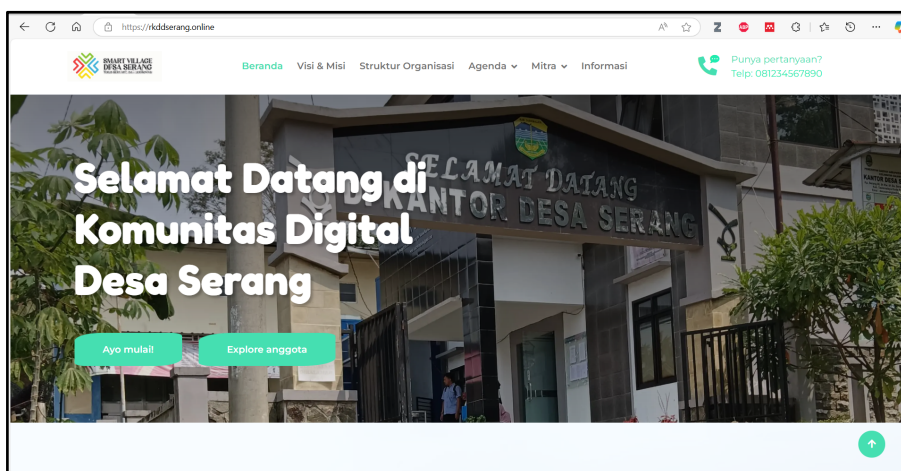 https://rkddserang.online
SMART VILLAGE
DESA SERANG
Beranda Visi & Misi Struktur Organisasi Agenda Mitra Informasi
Punya pertanyaan?
Telp: 081234567890
SELAMAT DATANG
DI KANTOR DESA SERANG
KANTOR DESA
Selamat Datang di
Komunitas Digital
Desa Serang
Ayo mulai!
Explore anggota